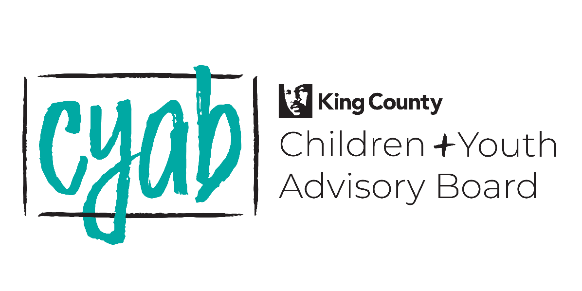 cyab
King County
Children + Youth
Advisory Board